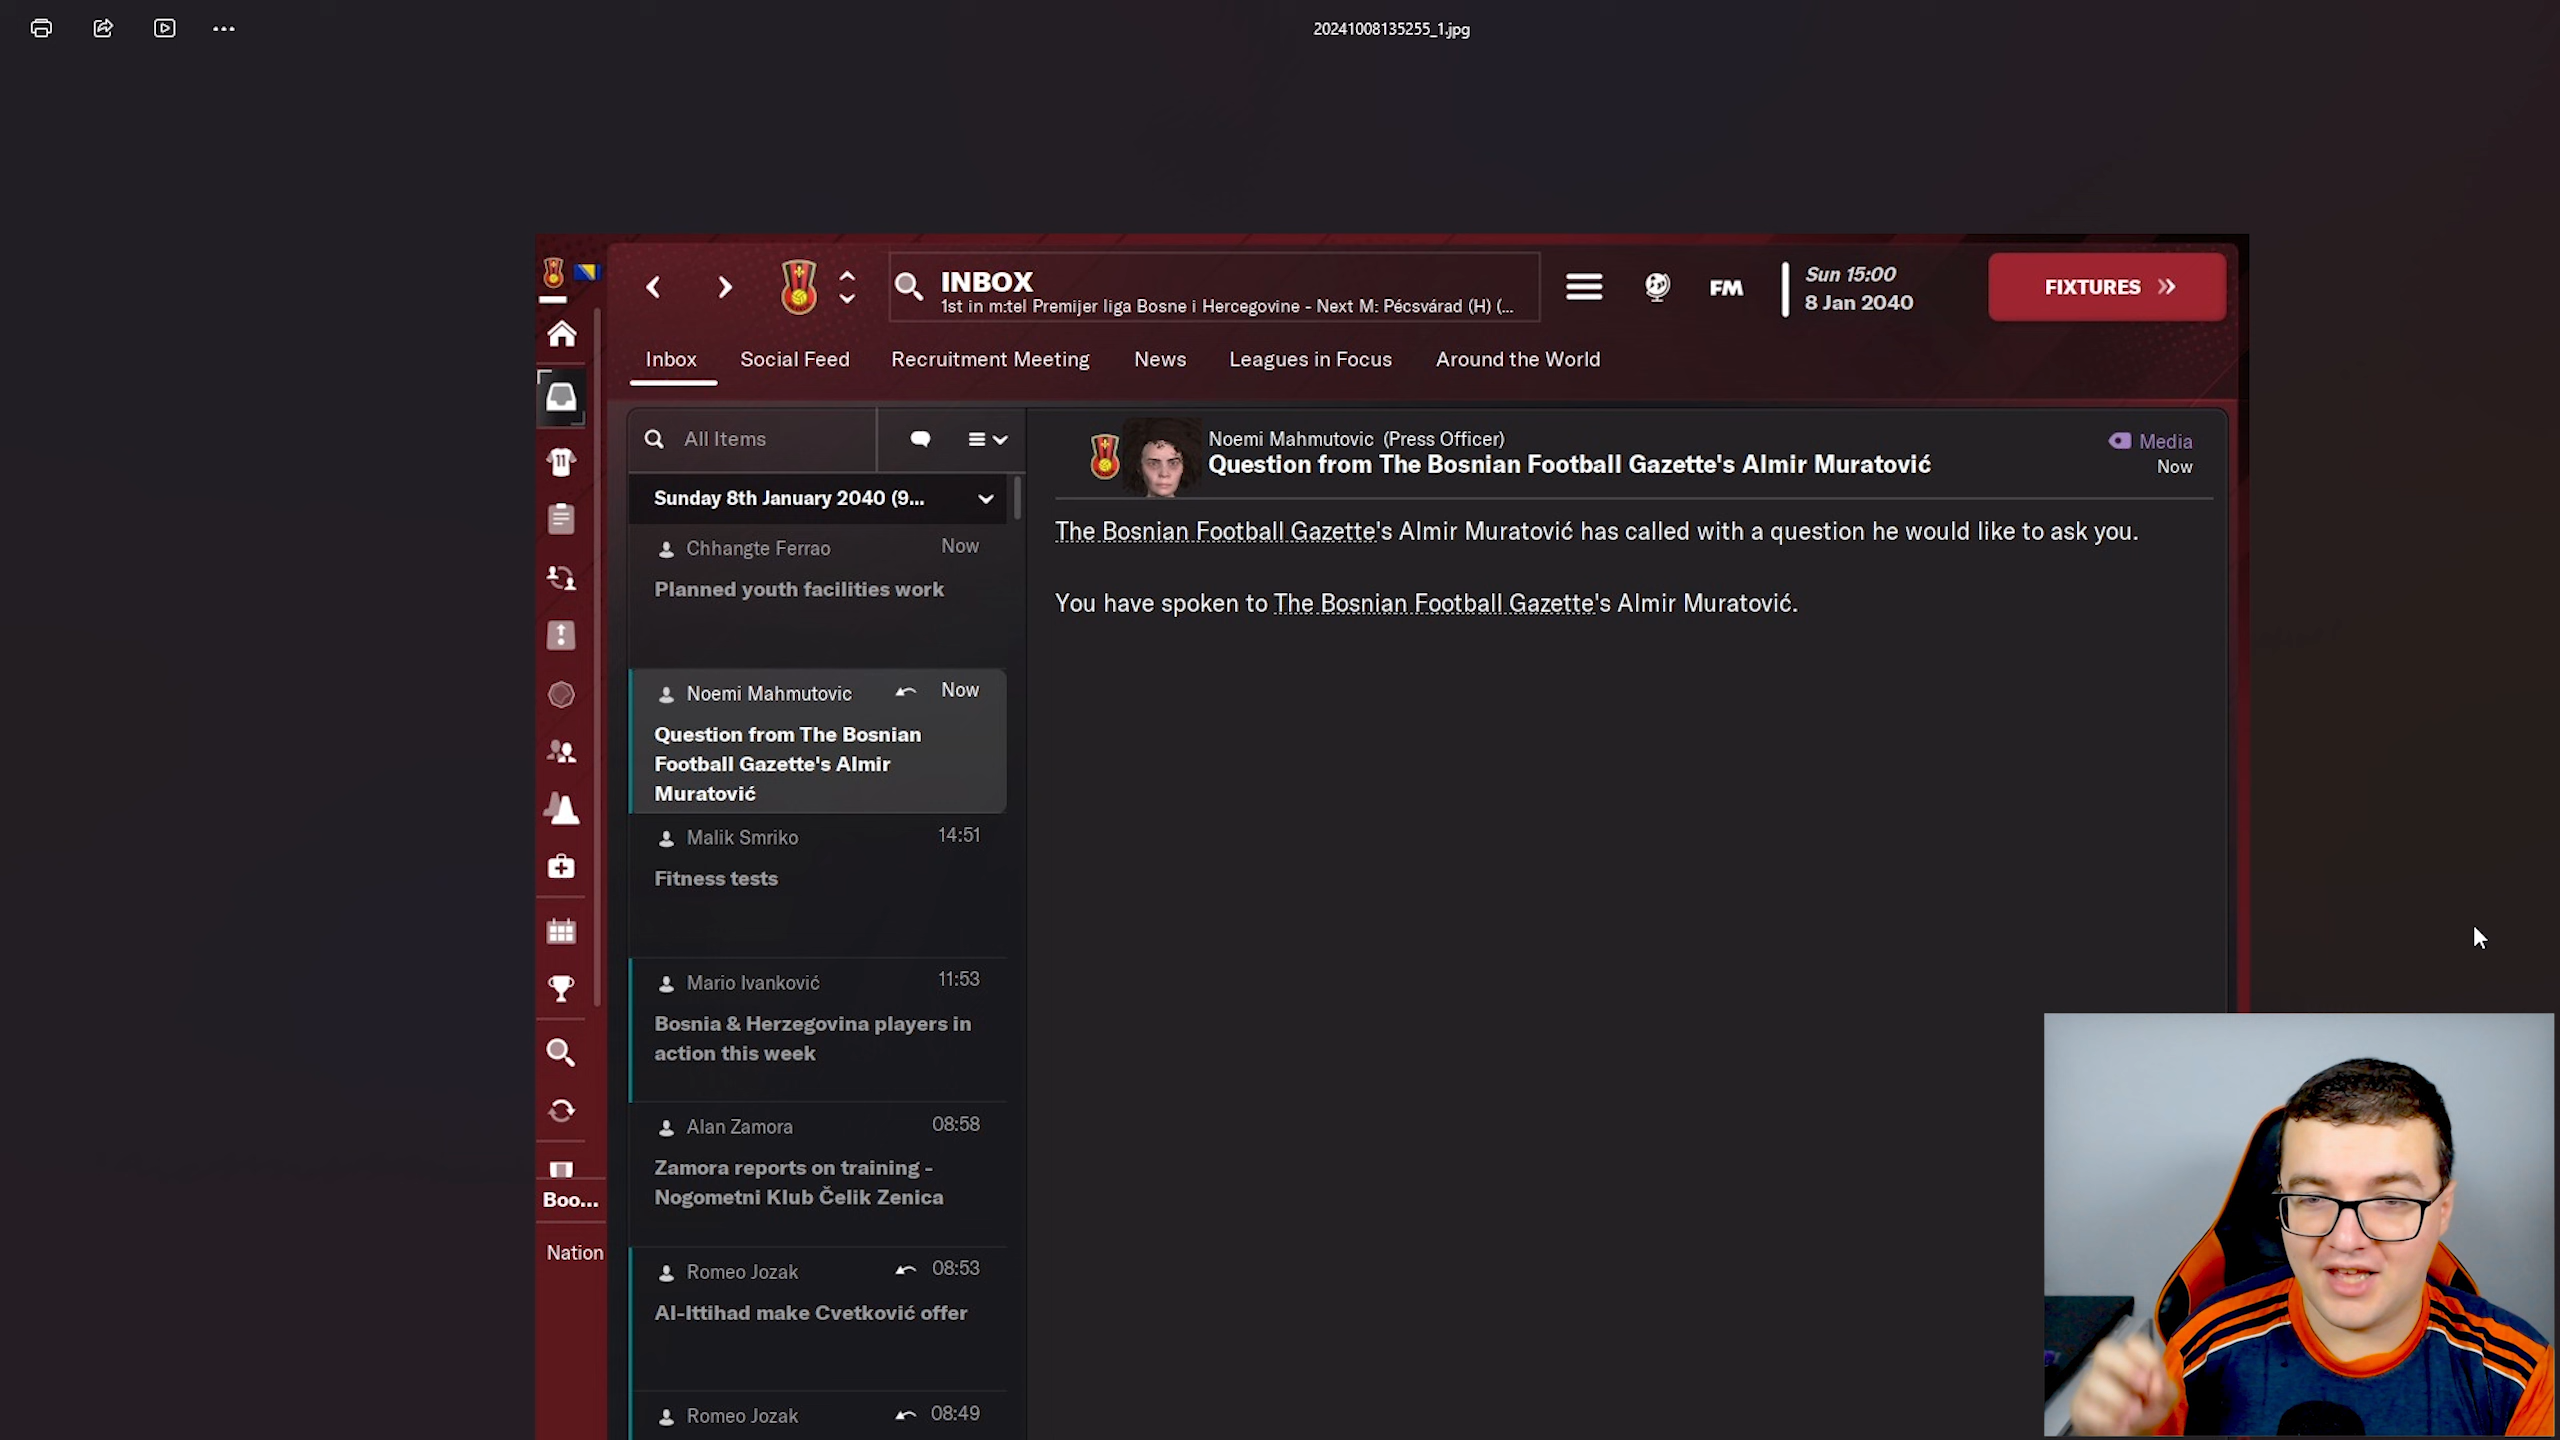 20241008135255_1.jpg
INBOX
1st in m:tel Premijer liga Bosne i Hercegovine - Next M: Pécsvárad (H) (...
FM
Sun 15:00
8 Jan 2040
FIXTURES
Inbox
Social Feed
Recruitment Meeting
News
Leagues in Focus
Around the World
All Items
Sunday 8th January 2040 (9...
Chhangte Ferrao
Now
Planned youth facilities work
Noemi Mahmutovic
Now
Question from The Bosnian
Football Gazette's Almir
Muratović
Malik Smriko
14:51
Fitness tests
Mario Ivanković
11:53
Bosnia & Herzegovina players in
action this week
Alan Zamora
08:58
Zamora reports on training -
Nogometni Klub Čelik Zenica
Romeo Jozak
08:53
Al-Ittihad make Cvetković offer
Romeo Jozak
08:49
Noemi Mahmutovic (Press Officer)
Question from The Bosnian Football Gazette's Almir Muratović
Media
Now
The Bosnian Football Gazette's Almir Muratović has called with a question he would like to ask you.
You have spoken to The Bosnian Football Gazette's Almir Muratović.
11
Boo...
Nation